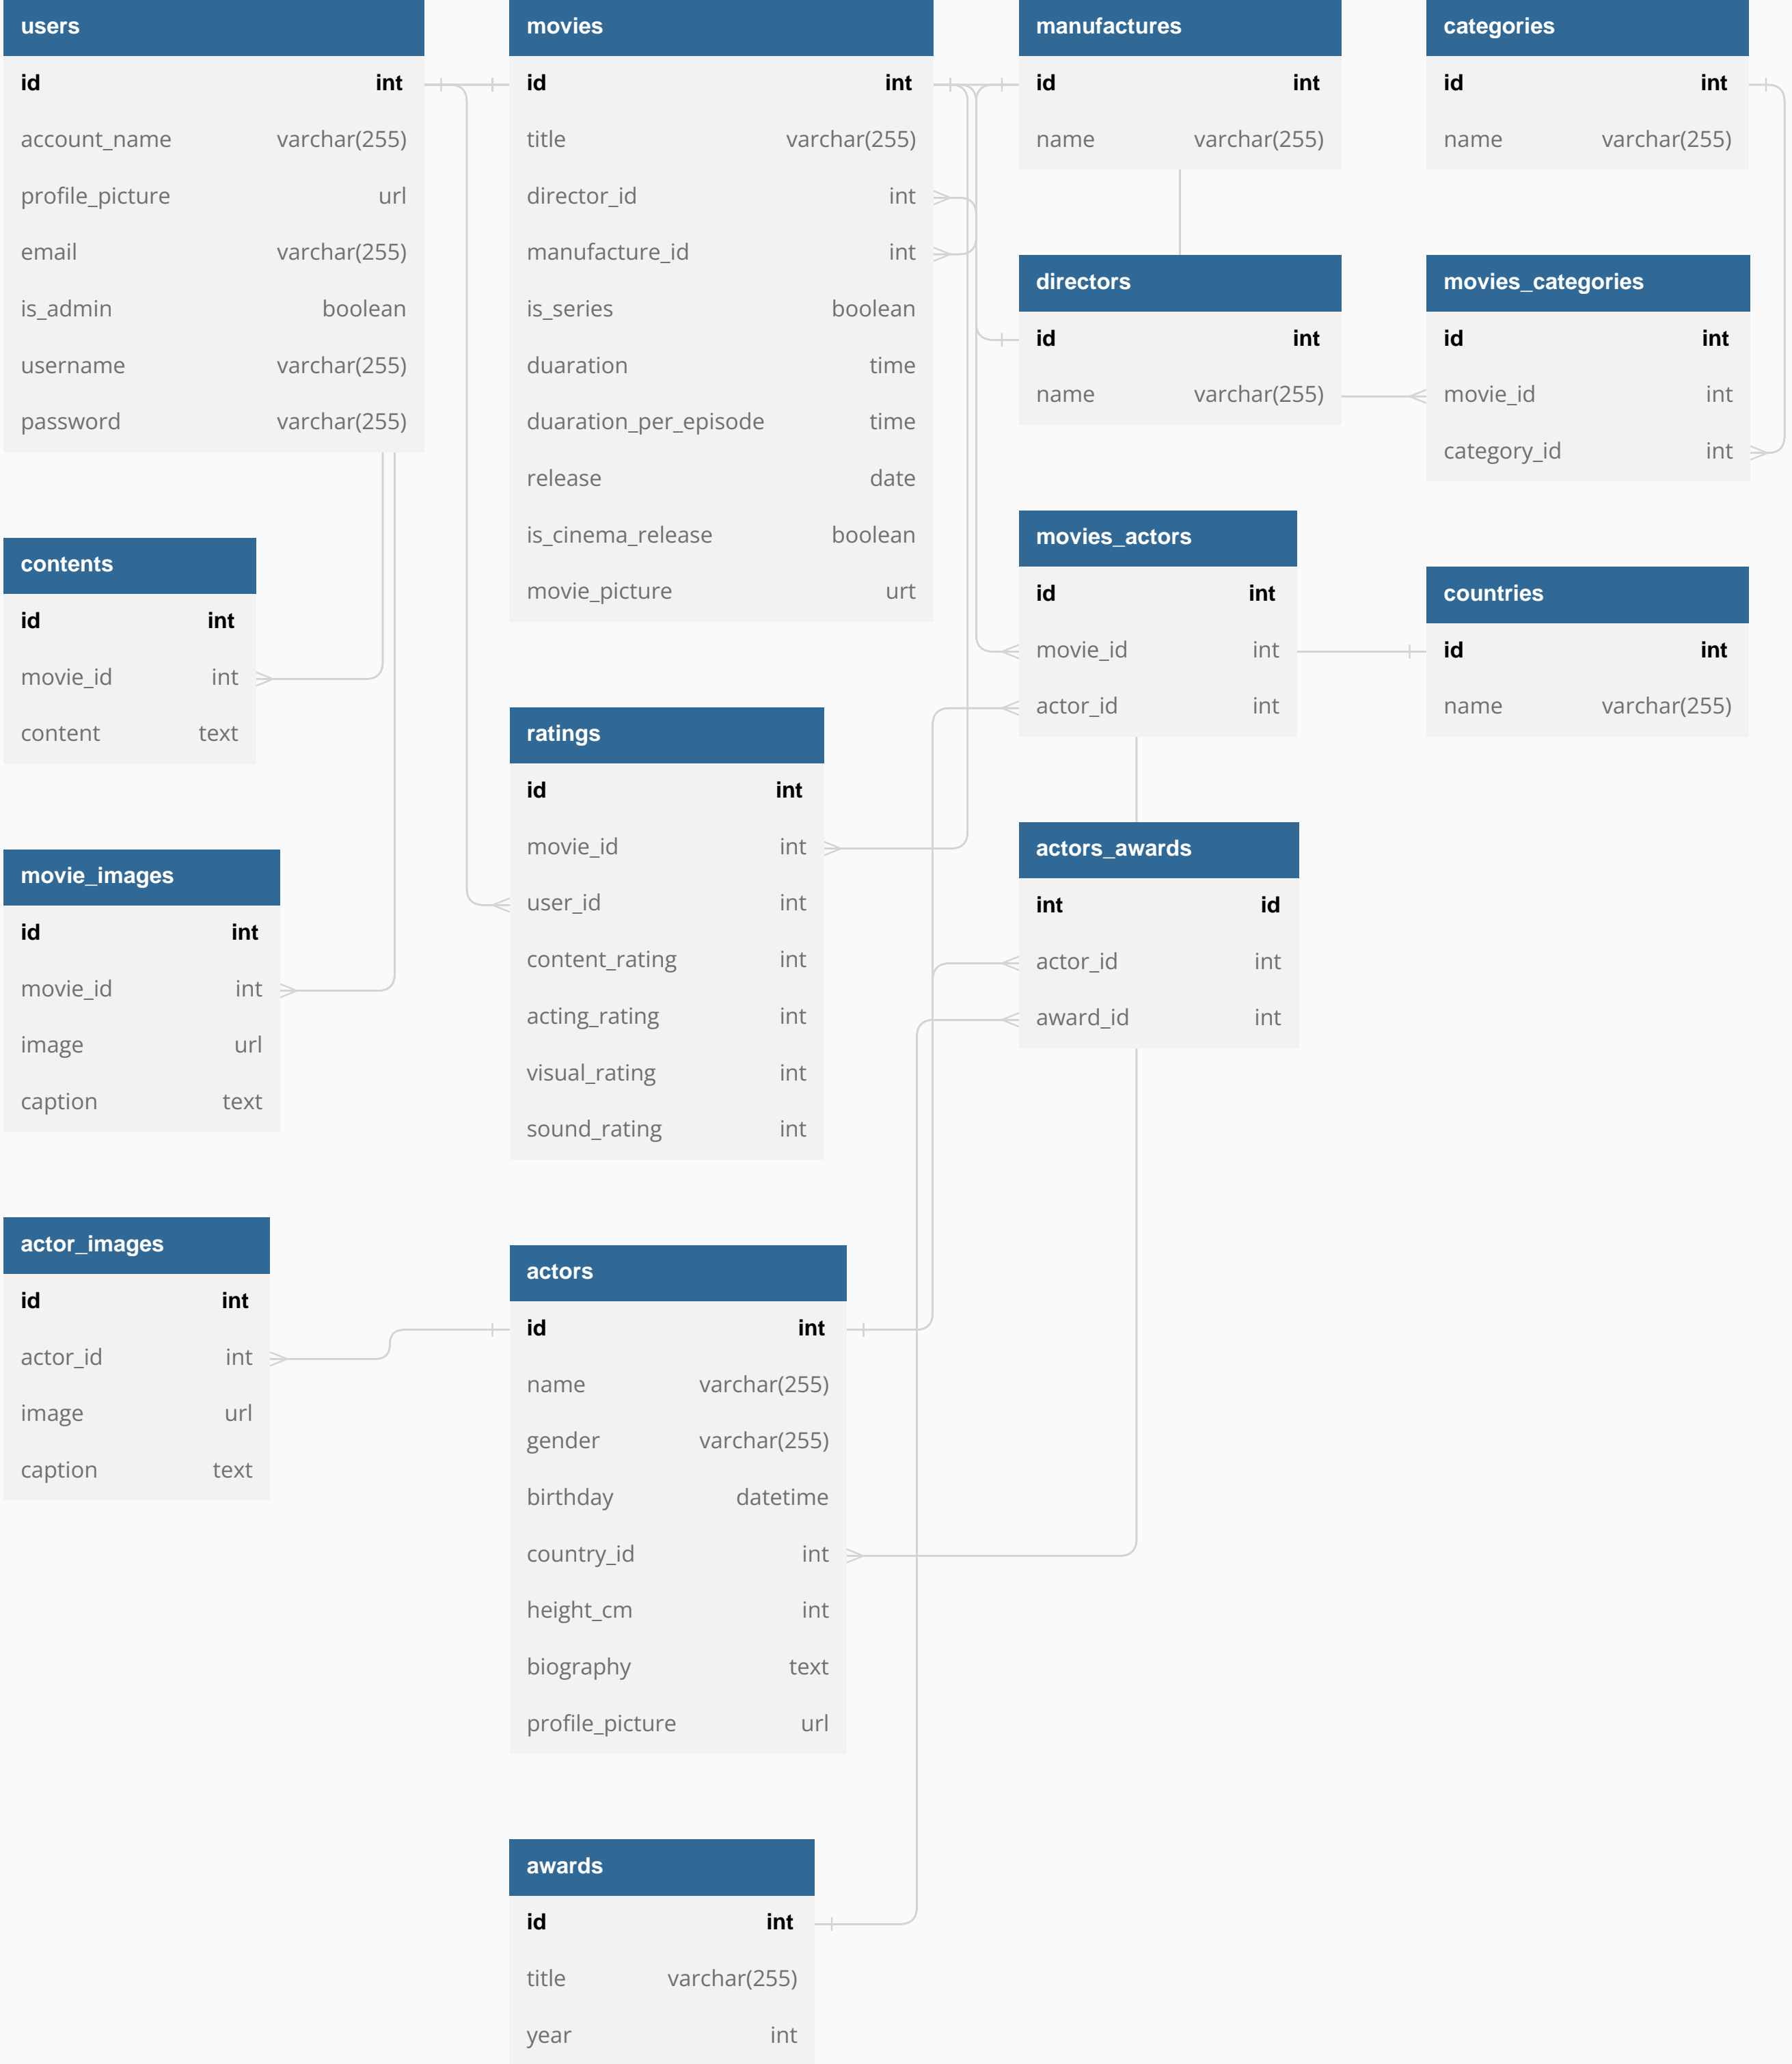 users
id int
account_name varchar(255)
profile_picture url
email varchar(255)
is_admin boolean
username varchar(255)
password varchar(255)
movies
id int
title varchar(255)
director_id int
manufacture_id int
is_series boolean
duaration time
duaration_per_episode time
release date
is_cinema_release boolean
movie_picture urt
manufactures
id int
name varchar(255)
categories
id int
name varchar(255)
directors
id int
name varchar(255)
movies_categories
id int
movie_id int
category_id int
contents
id int
movie_id int
content text
movies_actors
id int
movie_id int
actor_id int
countries
id int
name varchar(255)
ratings
id int
movie_id int
user_id int
content_rating int
acting_rating int
visual_rating int
sound_rating int
movie_images
id int
movie_id int
image url
caption text
actors_awards
int id
actor_id int
award_id int
actor_images
id int
actor_id int
image url
caption text
actors
id int
name varchar(255)
gender varchar(255)
birthday datetime
country_id int
height_cm int
biography text
profile_picture url
awards
id int
title varchar(255)
year int